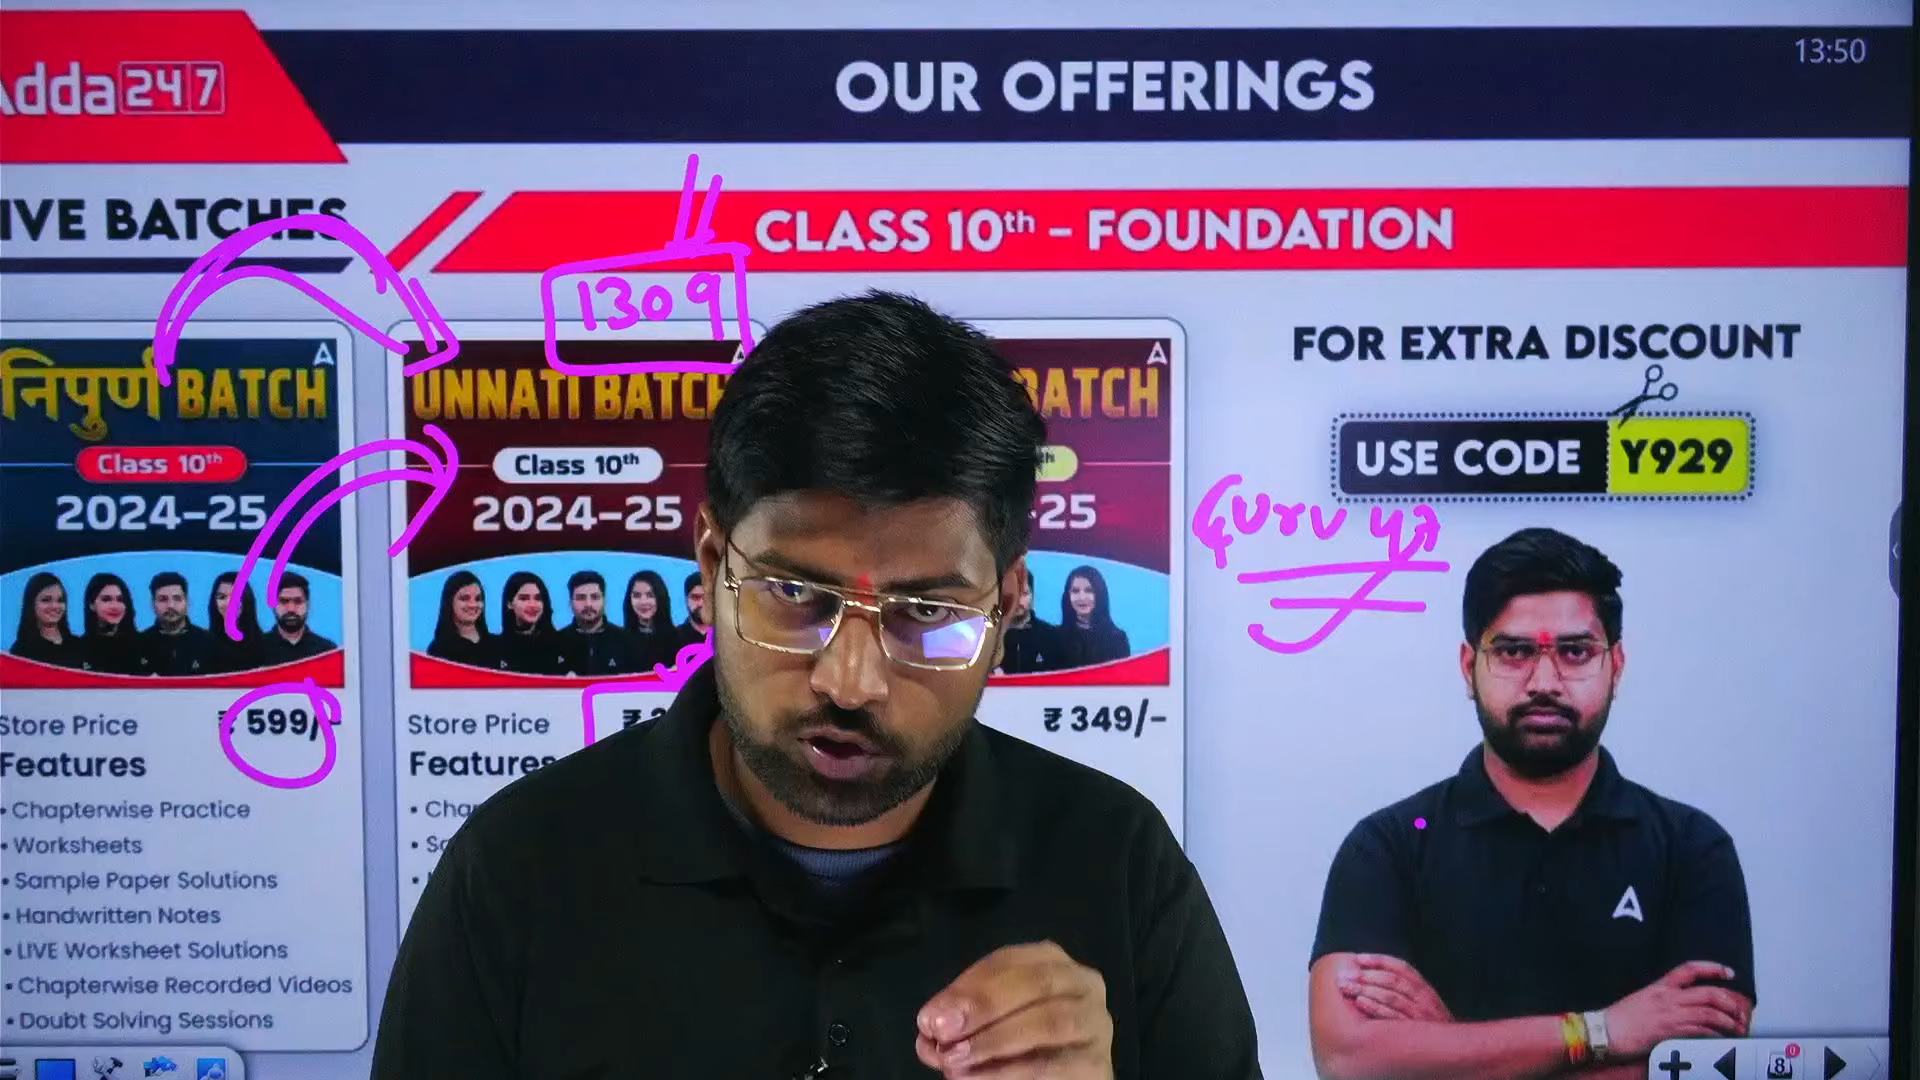 Adda247
OUR OFFERINGS
13:50
IVE BATCHES
CLASS 10th - FOUNDATION
1309
निपुर्ण BATCH
Class 10th
2024-25
Store Price ₹ 599/-
Features
• Chapterwise Practice
• Worksheets
• Sample Paper Solutions
• Handwritten Notes
• LIVE Worksheet Solutions
• Chapterwise Recorded Videos
• Doubt Solving Sessions
UNNATI BATCH
Class 10th
2024-25
Store Price
Features
BATCH
-25
₹ 349/-
FOR EXTRA DISCOUNT
USE CODE Y929
8
0